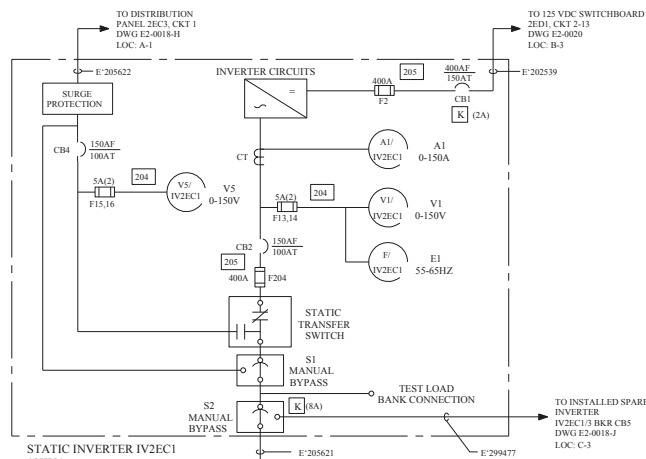 TO DISTRIBUTION
PANEL 2EC3, CKT 1
DWG E2-0018-H
LOC: A-1
TO 125 VDC SWITCHBOARD
2ED1, CKT 2-13
DWG E2-0020
LOC: B-3
E'205622
INVERTER CIRCUITS
400A
F2
205
400AF
150AT
CB1
E'202539
K (2A)
SURGE
PROTECTION
=
~
CB4
150AF
100AT
CT
A1/
IV2EC1
A1
0-150A
5A(2)
F15,16
204
V5/
IV2EC1
V5
0-150V
5A(2)
F13,14
204
V1/
IV2EC1
V1
0-150V
CB2
150AF
100AT
F/
IV2EC1
E1
55-65HZ
205
400A
F204
STATIC
TRANSFER
SWITCH
S1
MANUAL
BYPASS
TEST LOAD
BANK CONNECTION
S2
MANUAL
BYPASS
K (8A)
TO INSTALLED SPARE
INVERTER
IV2EC1/3 BKR CB5
DWG E2-0018-J
LOC: C-3
STATIC INVERTER IV2EC1
E'205621
E'299477